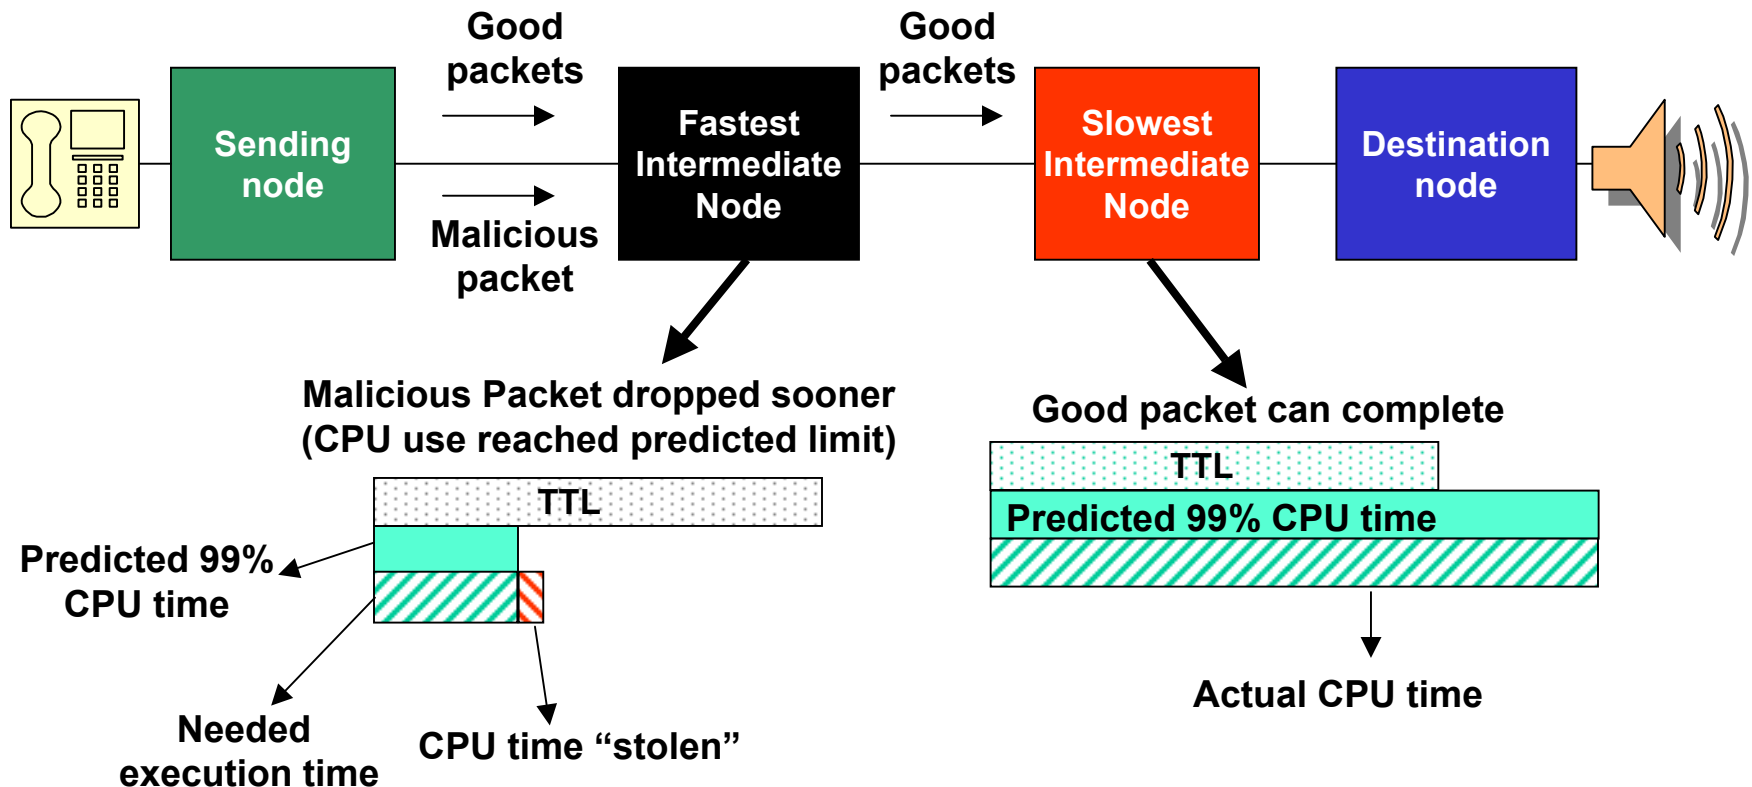 Good
packets
Good
packets
Sending
node
Fastest
Intermediate
Node
Slowest
Intermediate
Node
Destination
node
Malicious
packet
Malicious Packet dropped sooner
(CPU use reached predicted limit)
Good packet can complete
TTL
TTL
Predicted 99% CPU time
Predicted 99%
CPU time
Actual CPU time
Needed
execution time
CPU time “stolen”